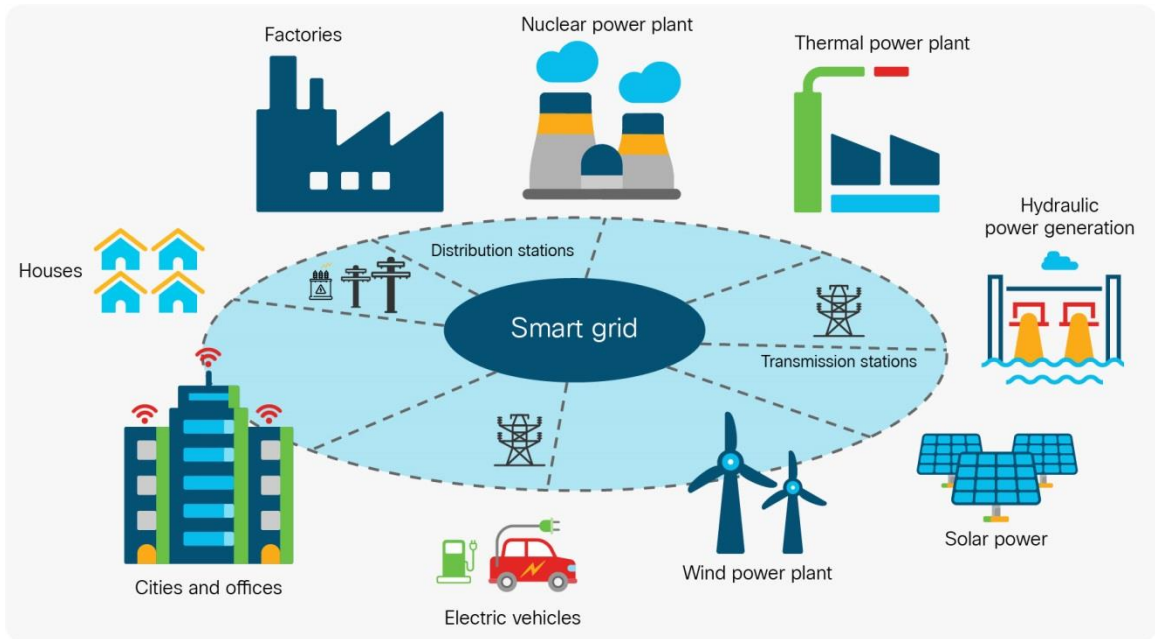 Factories
Nuclear power plant
Thermal power plant
Hydraulic
power generation
Distribution stations
Houses
Smart grid
Transmission stations
Solar power
Wind power plant
Cities and offices
Electric vehicles